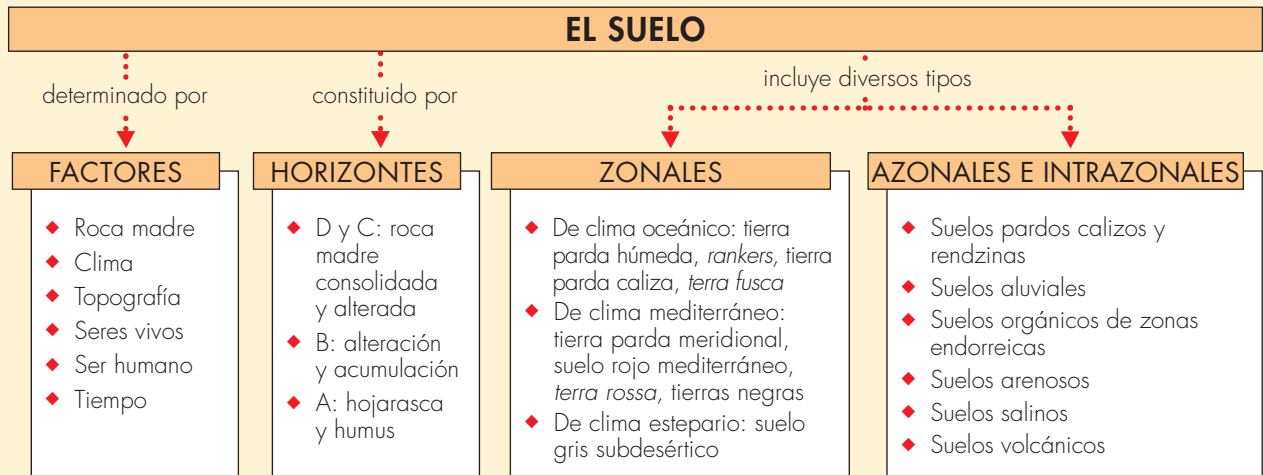 EL SUELO
determinado por
constituido por
incluye diversos tipos
FACTORES
◆ Roca madre
◆ Clima
◆ Topografía
◆ Seres vivos
◆ Ser humano
◆ Tiempo
HORIZONTES
◆ D y C: roca
madre
consolidada
y alterada
◆ B: alteración
y acumulación
◆ A: hojarasca
y humus
ZONALES
◆ De clima oceánico: tierra
parda húmeda, rankers, tierra
parda caliza, terra fusca
◆ De clima mediterráneo:
tierra parda meridional,
suelo rojo mediterráneo,
terra rossa, tierras negras
◆ De clima estepario: suelo
gris subdesértico
AZONALES E INTRAZONALES
◆ Suelos pardos calizos y
rendzinas
◆ Suelos aluviales
◆ Suelos orgánicos de zonas
endorreicas
◆ Suelos arenosos
◆ Suelos salinos
◆ Suelos volcánicos